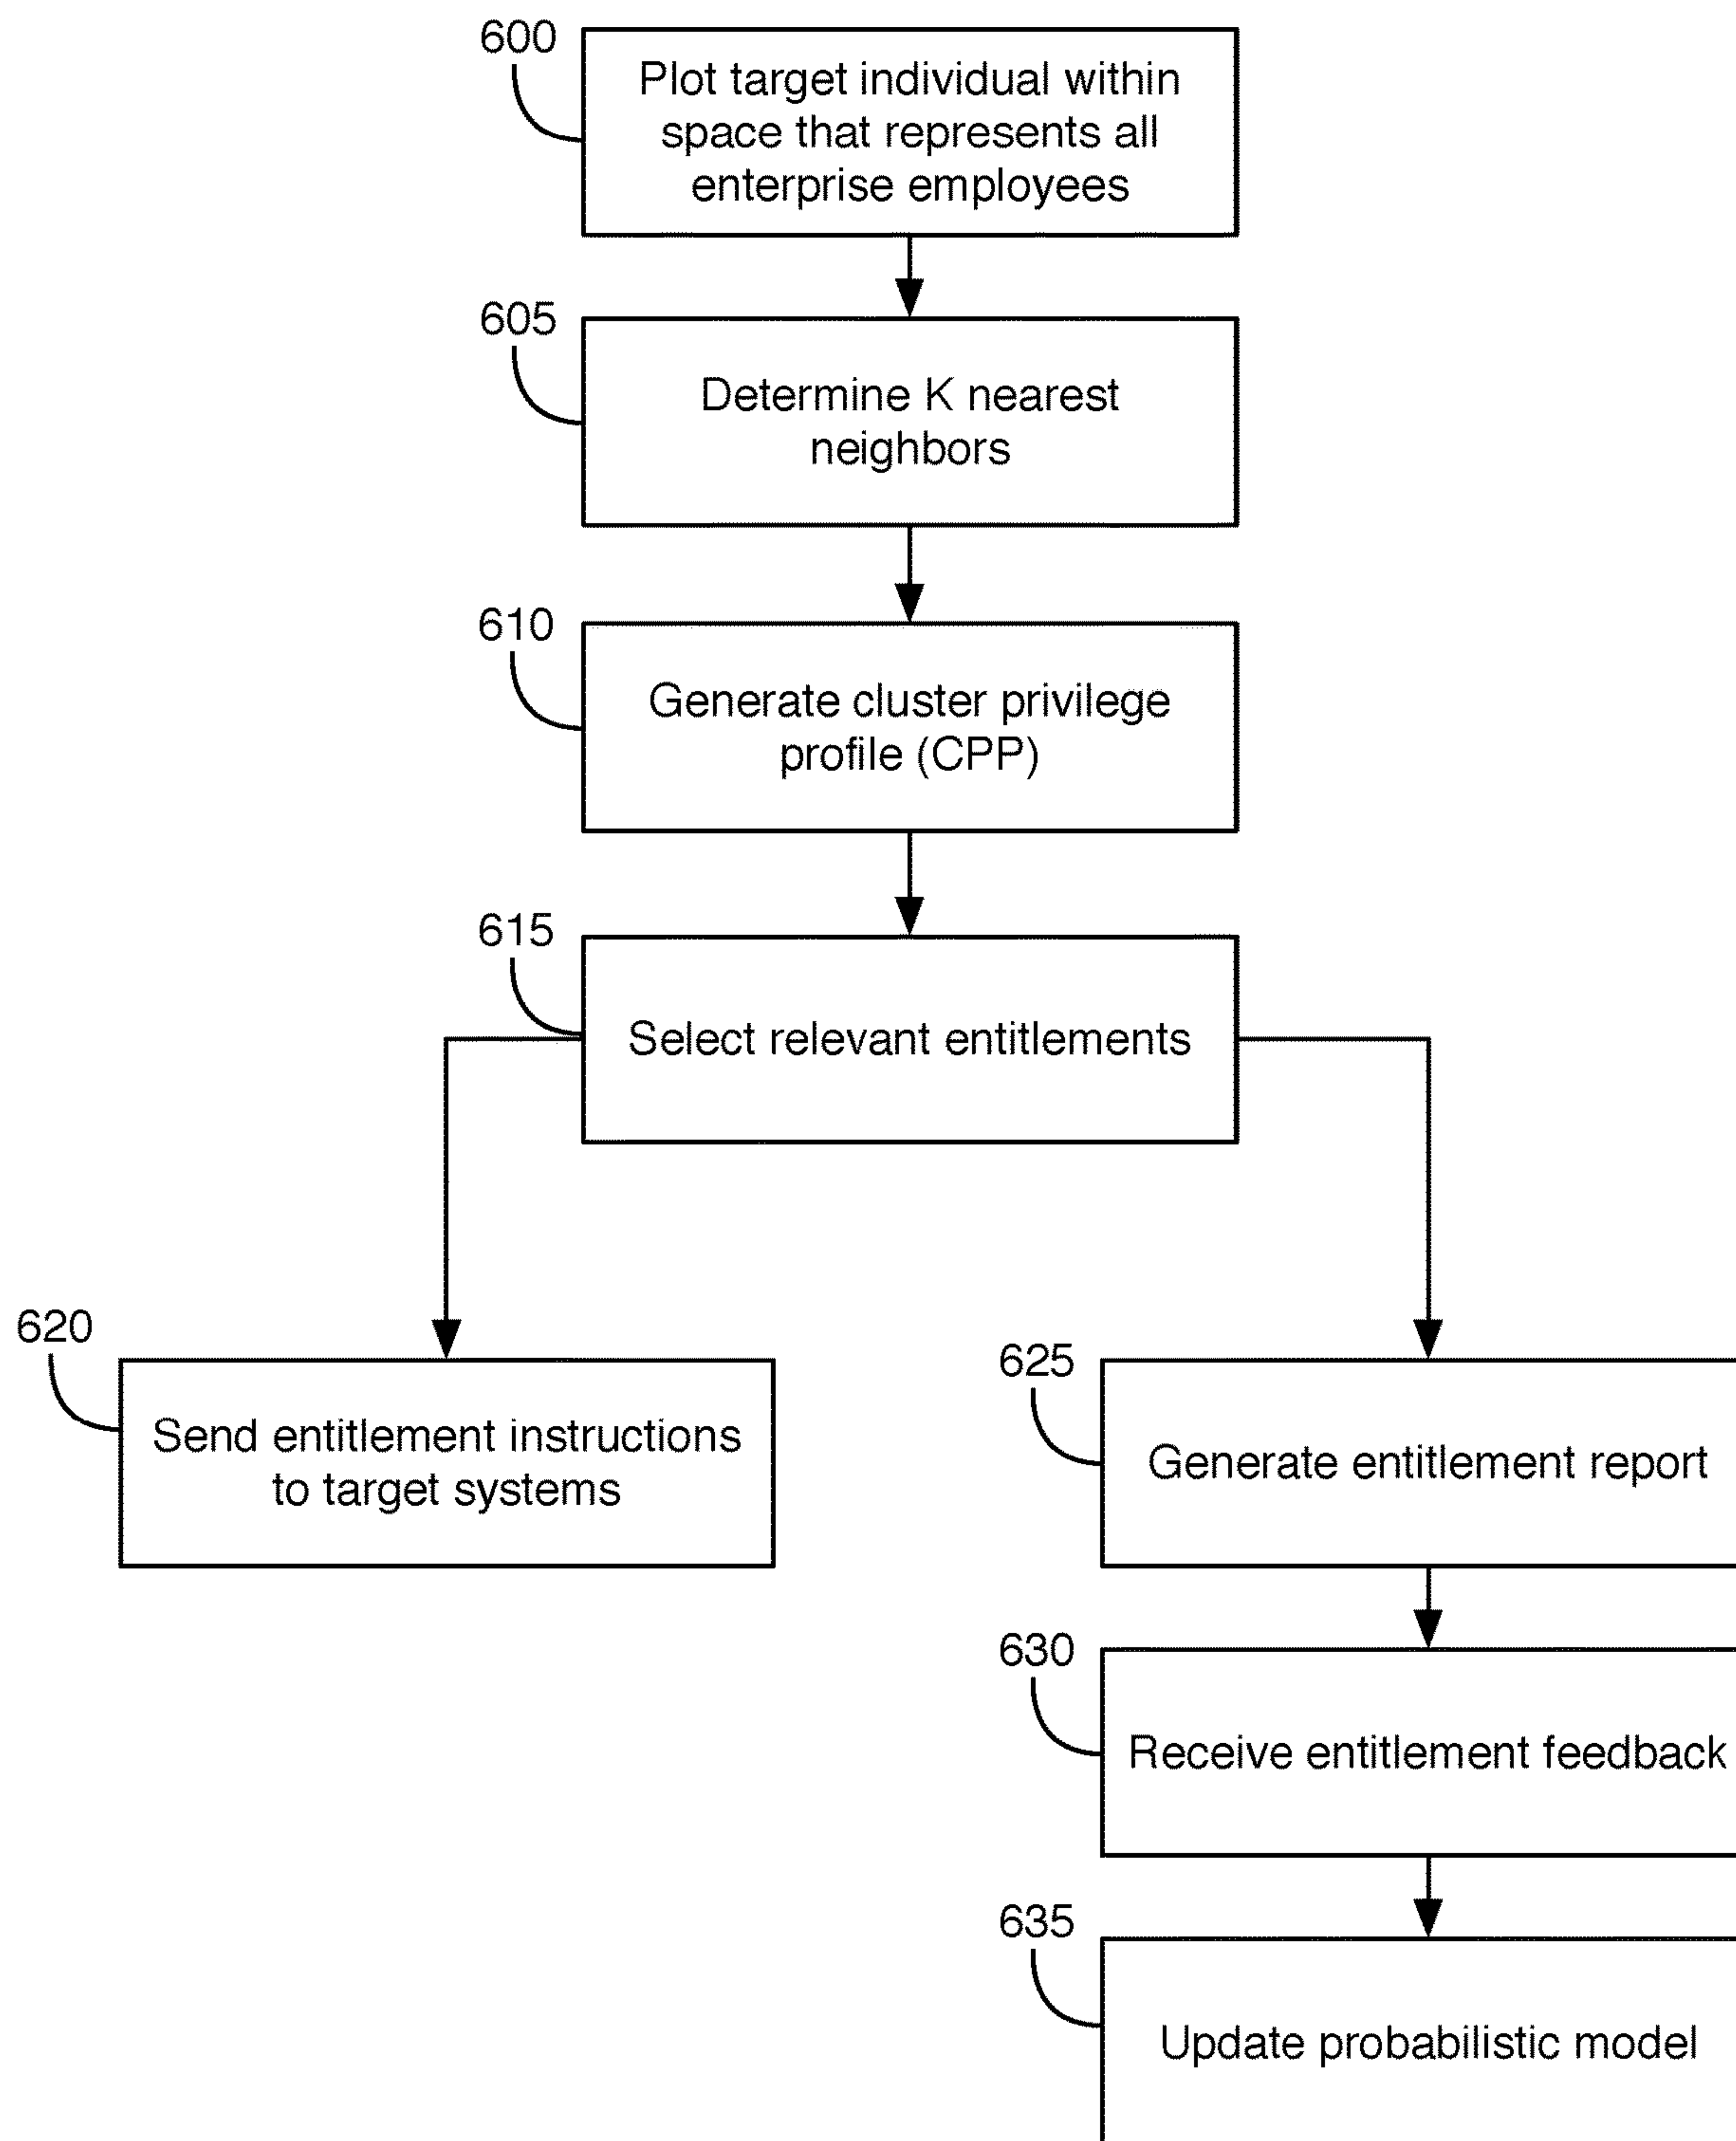 600
Plot target individual within
space that represents all
enterprise employees
605
Determine K nearest
neighbors
610
Generate cluster privilege
profile (CPP)
615
Select relevant entitlements
620
Send entitlement instructions
to target systems
625
Generate entitlement report
630
Receive entitlement feedback
635
Update probabilistic model